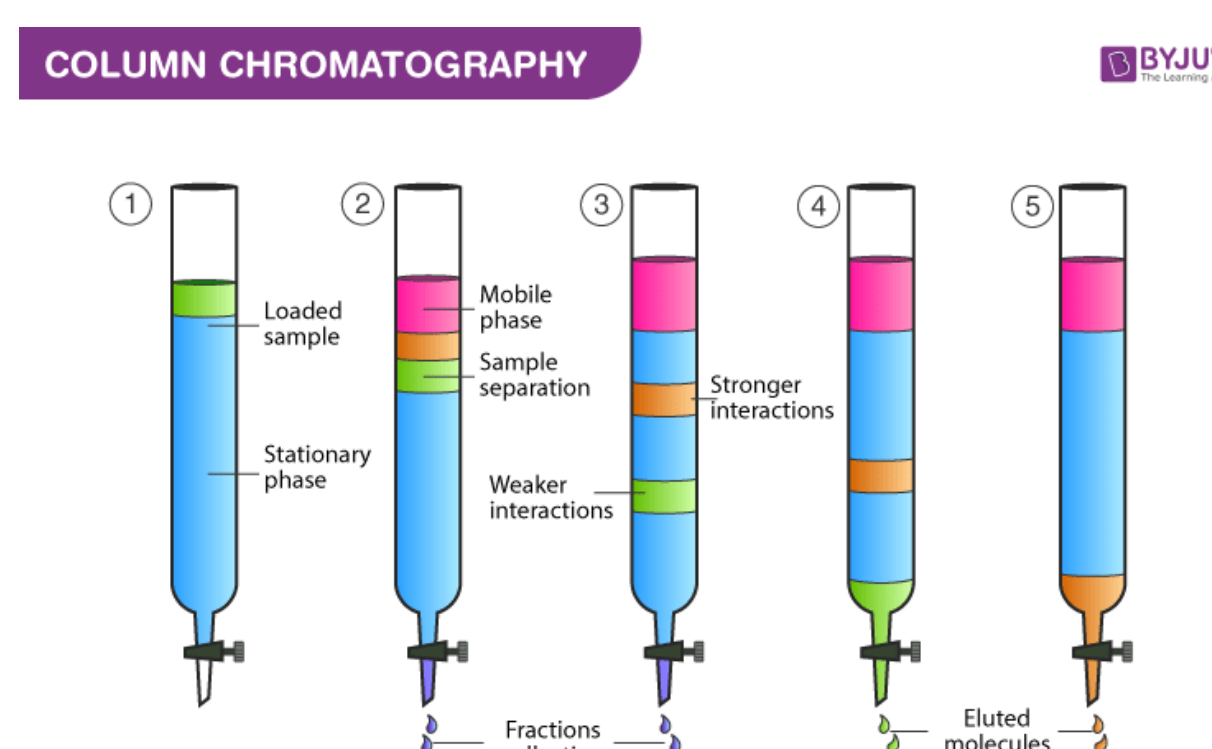 COLUMN CHROMATOGRAPHY
BYJU'
The Learning
1
2
3
4
5
Loaded
sample
Stationary
phase
Mobile
phase
Sample
separation
Stronger
interactions
Weaker
interactions
Fractions
Eluted
molecules